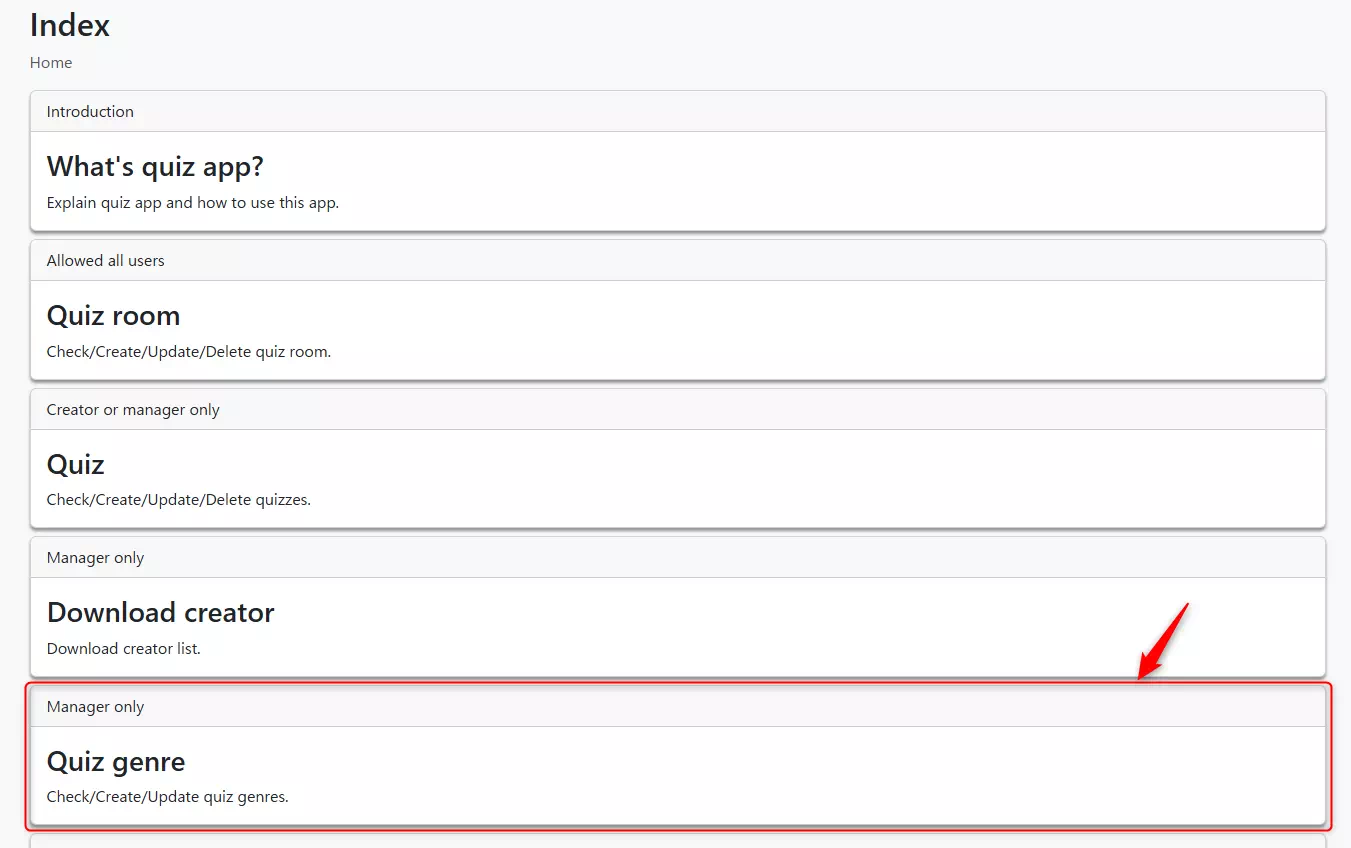 Index
Home
Introduction
What's quiz app?
Explain quiz app and how to use this app.
Allowed all users
Quiz room
Check/Create/Update/Delete quiz room.
Creator or manager only
Quiz
Check/Create/Update/Delete quizzes.
Manager only
Download creator
Download creator list.
Manager only
Quiz genre
Check/Create/Update quiz genres.